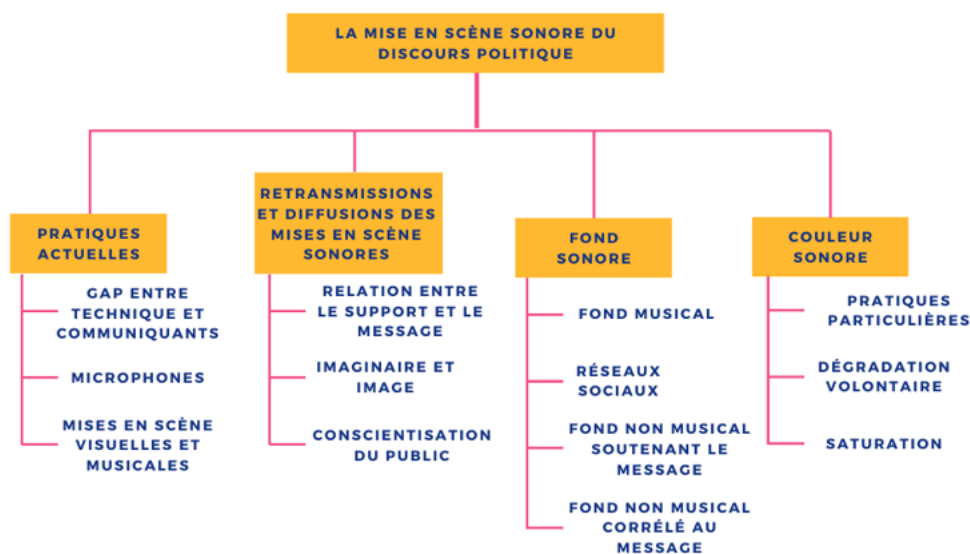 LA MISE EN SCÈNE SONORE DU
DISCOURS POLITIQUE
PRATIQUES
ACTUELLES
GAP ENTRE
TECHNIQUE ET
COMMUNIQUANTS
MICROPHONES
MISES EN SCÈNE
VISUELLES ET
MUSICALES
RETRANSMISSIONS
ET DIFFUSIONS DES
MISES EN SCÈNE
SONORES
RELATION ENTRE
LE SUPPORT ET LE
MESSAGE
IMAGINAIRE ET
IMAGE
CONSCIENTISATION
DU PUBLIC
FOND
SONORE
FOND MUSICAL
RÉSEAUX
SOCIAUX
FOND NON MUSICAL
SOUTENANT LE
MESSAGE
FOND NON MUSICAL
CORRÉLÉ AU
MESSAGE
COULEUR
SONORE
PRATIQUES
PARTICULIÈRES
DÉGRADATION
VOLONTAIRE
SATURATION